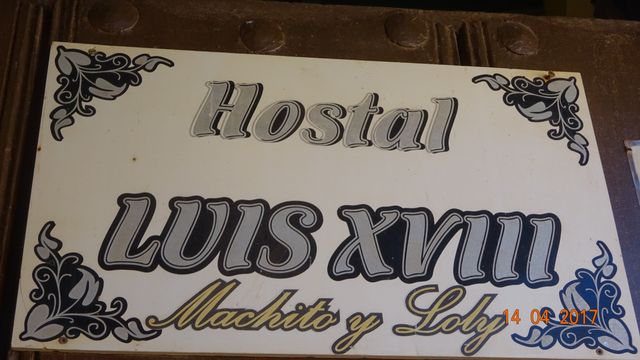 Hostal
LUIS XVIII
Machito y Loly
14 04 2017